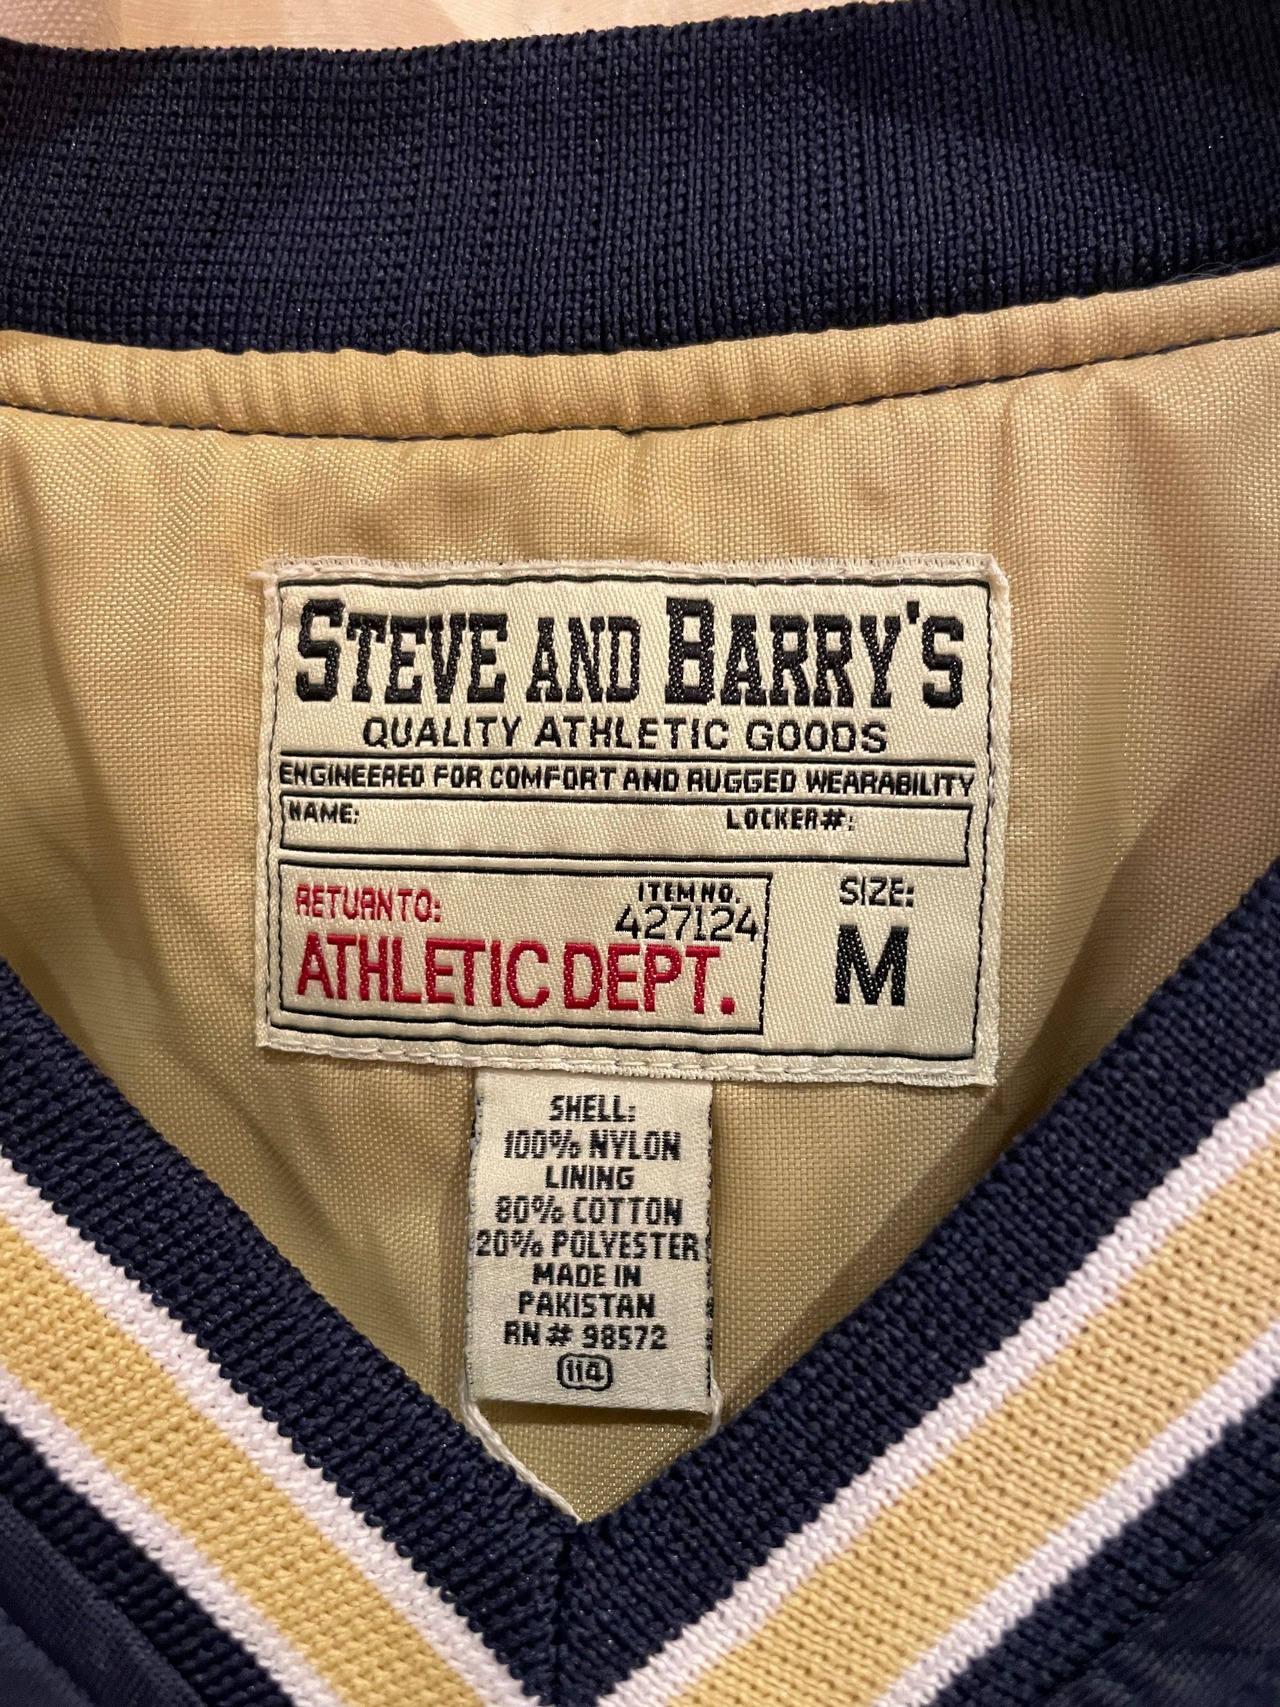 STEVE AND BARRY'S
QUALITY ATHLETIC GOODS
ENGINEERED FOR COMFORT AND RUGGED WEARABILITY
NAME: LOCKER#:
RETURN TO: ITEM NO. SIZE:
427124
ATHLETIC DEPT. M
SHELL:
100% NYLON
LINING
80% COTTON
20% POLYESTER
MADE IN
PAKISTAN
RN# 98572
114